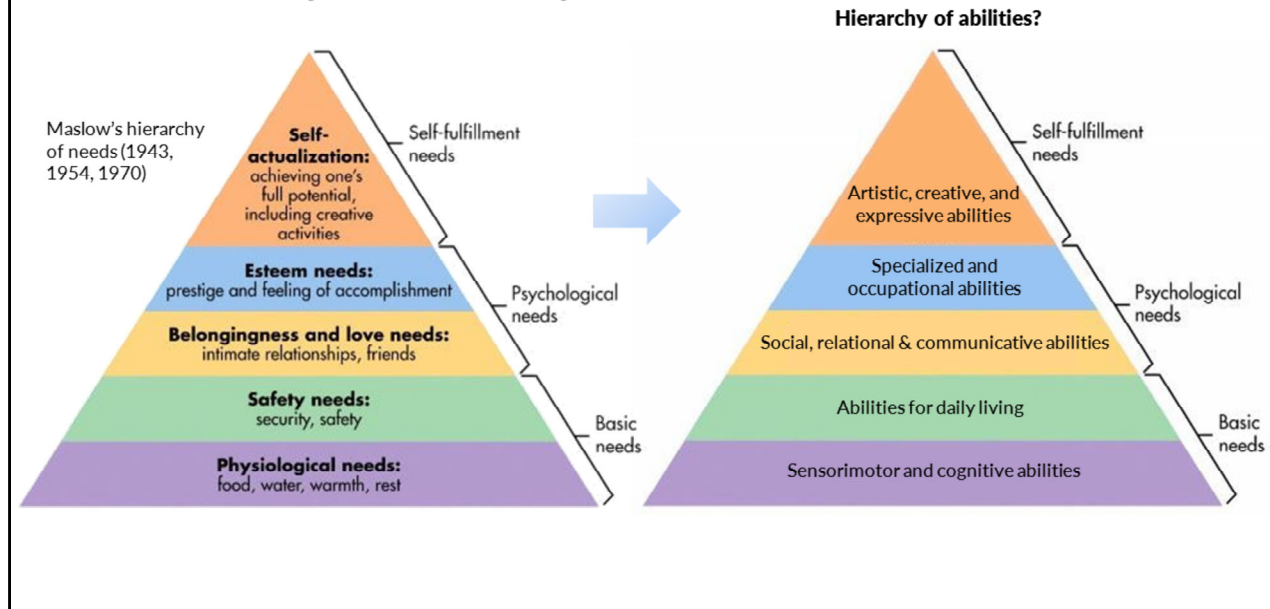 Hierarchy of abilities?
Maslow's hierarchy
of needs (1943,
1954, 1970)
Self-
actualization:
achieving one's
full potential,
including creative
activities
Self-fulfillment
needs
Esteem needs:
prestige and feeling of accomplishment
Psychological
needs
Belongingness and love needs:
intimate relationships, friends
Safety needs:
security, safety
Basic
needs
Physiological needs:
food, water, warmth, rest
Self-fulfillment
needs
Artistic, creative, and
expressive abilities
Specialized and
occupational abilities
Psychological
needs
Social, relational & communicative abilities
Abilities for daily living
Basic
needs
Sensorimotor and cognitive abilities